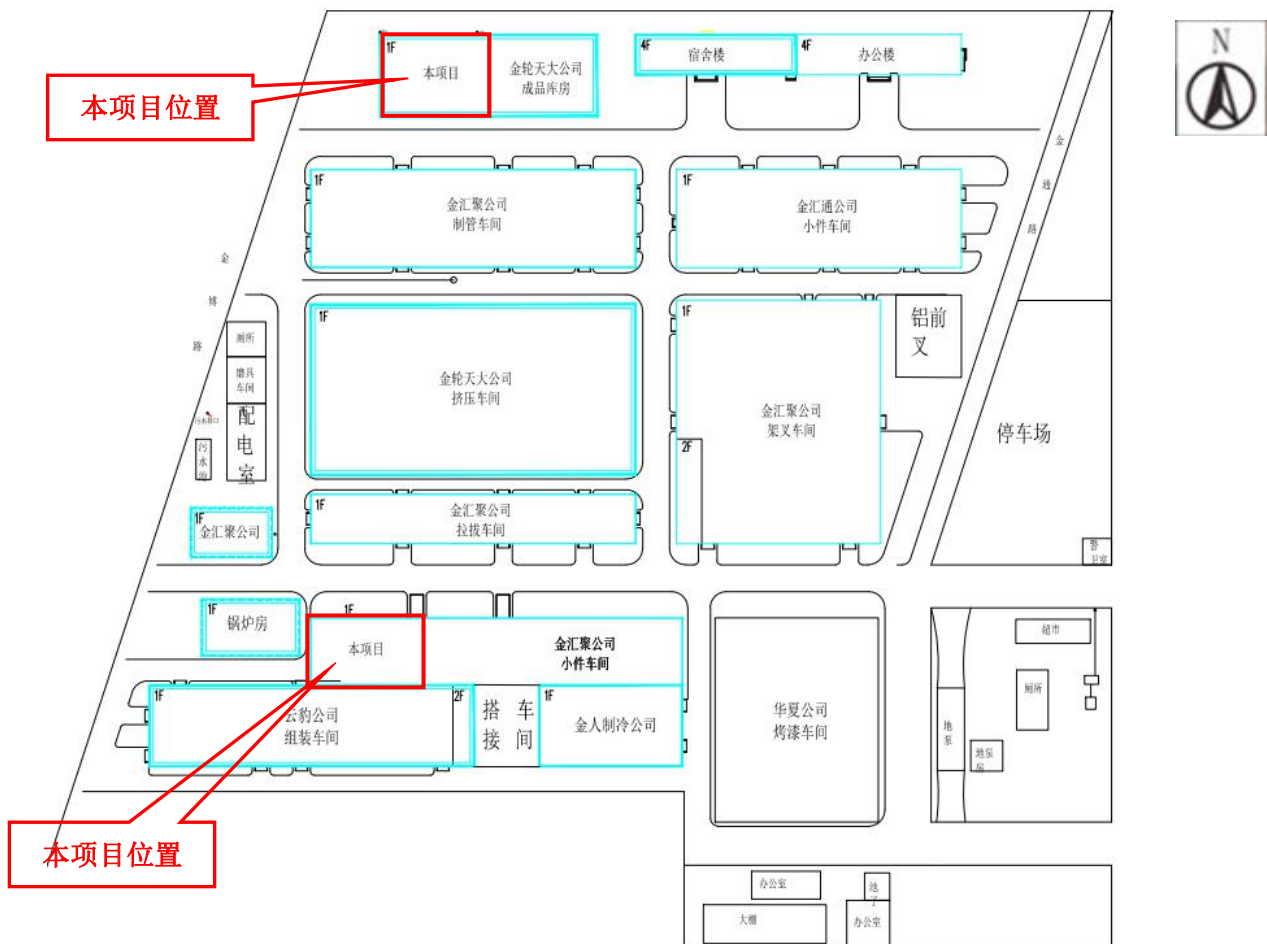 N
1F
本项目
金轮天大公司
成品库房
4F
宿舍楼
4F
办公楼
本项目位置
金通路
1F
金汇聚公司
制管车间
1F
金汇通公司
小件车间
金博路
1F
金轮天大公司
挤压车间
1F
金汇聚公司
架叉车间
2F
铝前
叉
停车场
厕所
磨具
车间
配
电
室
污水排口
污
水
池
1F
金汇聚公司
1F
金汇聚公司
拉拔车间
警
卫室
1F
锅炉房
1F
本项目
金汇聚公司
小件车间
超市
厕所
地
泵
地泵
房
1F
云豹公司
组装车间
2F
搭 车
接 间
1F
金人制冷公司
华夏公司
烤漆车间
本项目位置
办公室
大棚
池
子
办公室